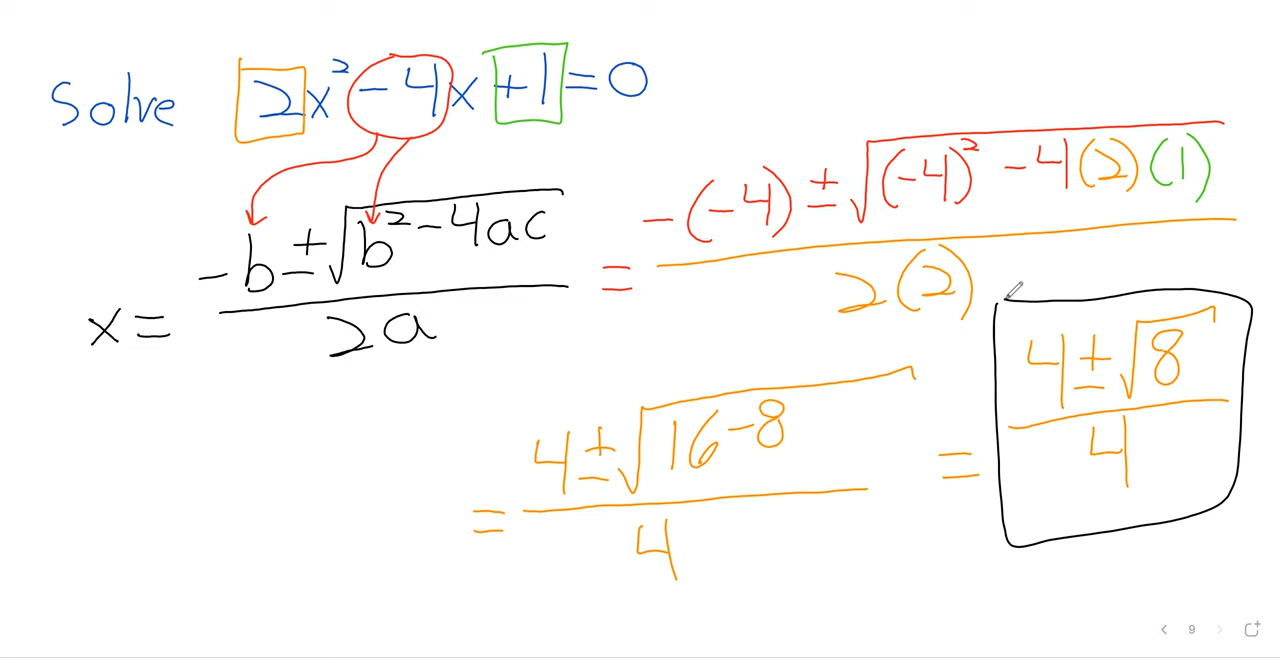 Solve 2x² -4x +1 = 0
x = (-b ± √(b² - 4ac)) / (2a) = (-(-4) ± √((-4)² - 4(2)(1))) / (2(2))
= (4 ± √(16-8)) / 4 = (4 ± √8) / 4
9